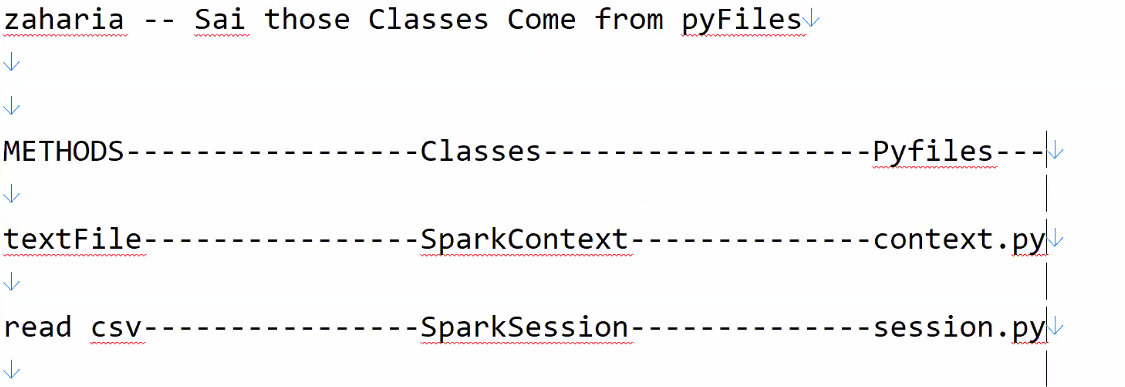 zaharia -- Sai those Classes Come from pyFiles
METHODS-----------------Classes-------------------Pyfiles---
textFile----------------SparkContext--------------context.py
read csv----------------SparkSession--------------session.py